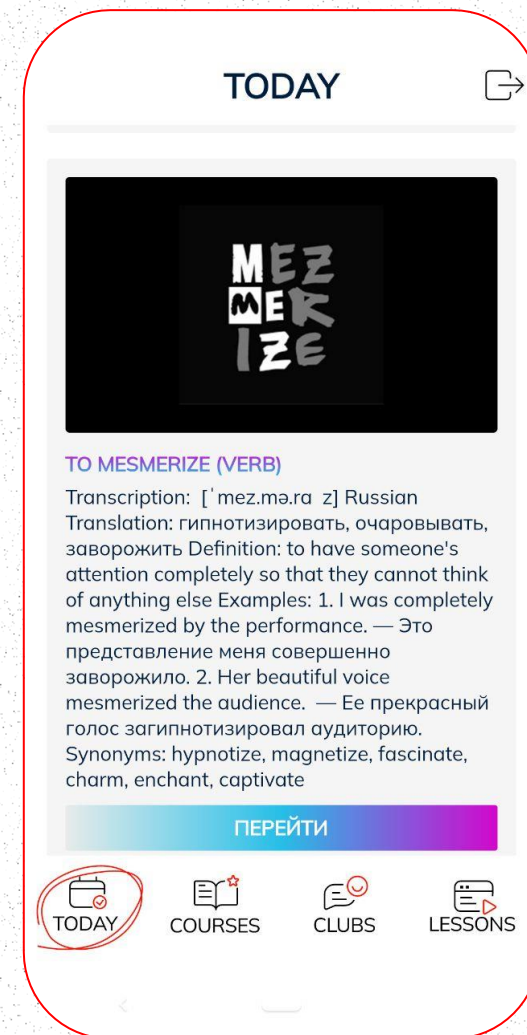 TODAY
MEZ
MER
IZE
TO MESMERIZE (VERB)
Transcription: [ˈmez.mə.ra z] Russian
Translation: гипнотизировать, очаровывать,
заворожить Definition: to have someone's
attention completely so that they cannot think
of anything else Examples: 1. I was completely
mesmerized by the performance. — Это
представление меня совершенно
заворожило. 2. Her beautiful voice
mesmerized the audience. — Ее прекрасный
голос загипнотизировал аудиторию.
Synonyms: hypnotize, magnetize, fascinate,
charm, enchant, captivate
ПЕРЕЙТИ
TODAY COURSES CLUBS LESSONS